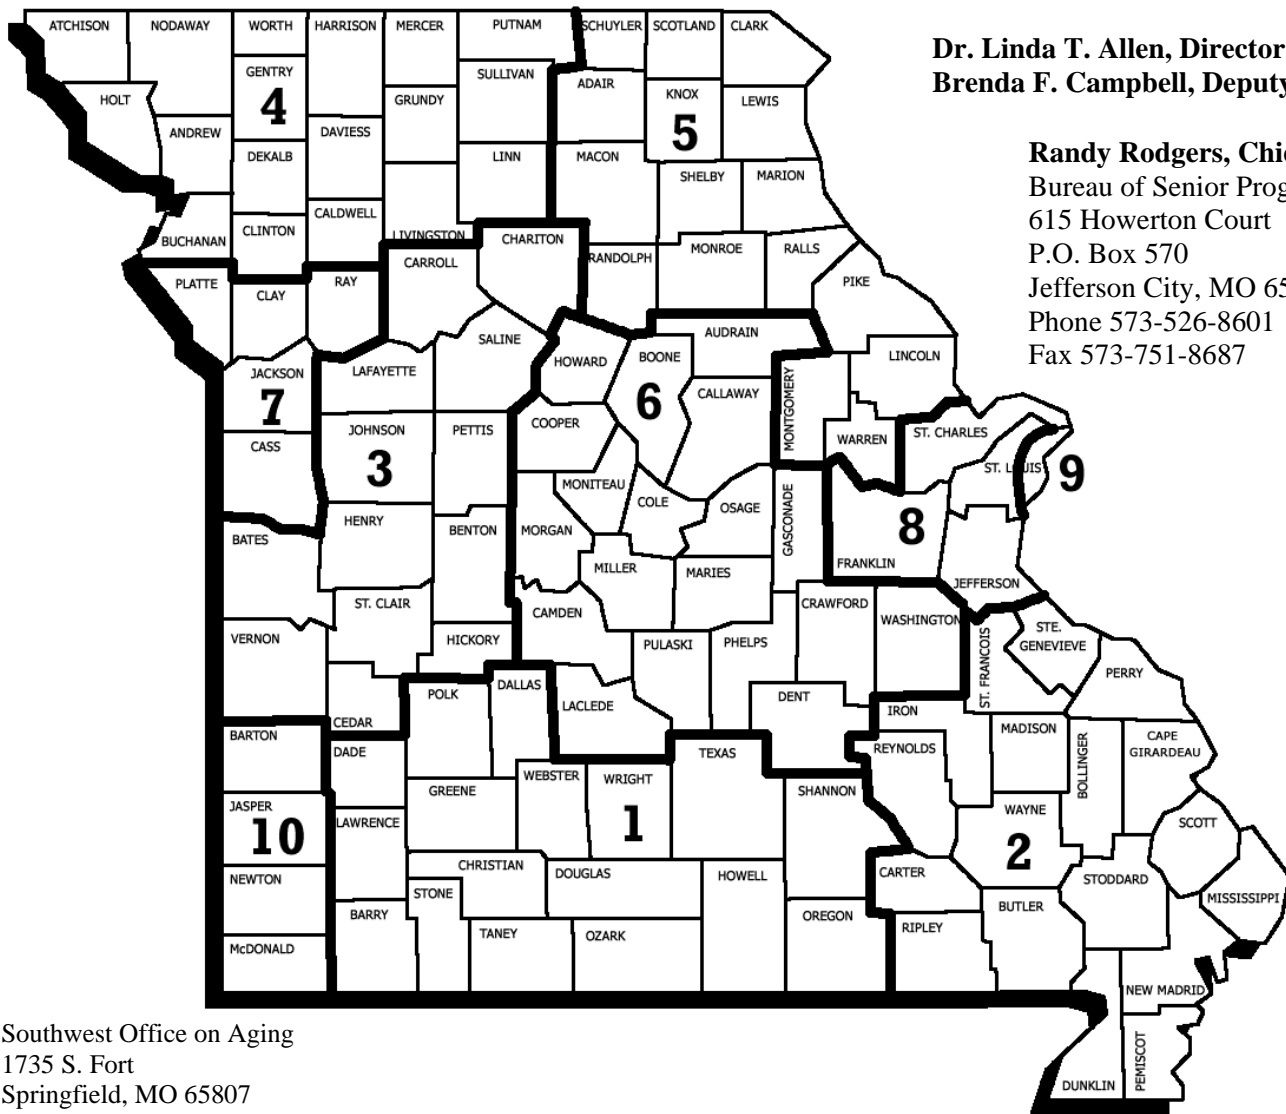 ATCHISON NODAWAY WORTH HARRISON MERCER PUTNAM SCHUYLER SCOTLAND CLARK
Dr. Linda T. Allen, Director
Brenda F. Campbell, Deputy
GENTRY SULLIVAN ADAIR
HOLT 4 GRUNDY KNOX LEWIS
ANDREW DAVIESS 5
DEKALB LINN MACON
Randy Rodgers, Chi
SHELBY MARION
Bureau of Senior Prog
CALDWELL
615 Howerton Court
BUCHANAN CLINTON LIVINGSTON CHARITON
P.O. Box 570
CARROLL RANDOLPH MONROE RALLS
PLATTE CLAY RAY PIKE
Jefferson City, MO 65
Phone 573-526-8601
SALINE AUDRAIN
Fax 573-751-8687
JACKSON LAFAYETTE HOWARD BOONE LINCOLN
7 6 CALLAWAY MONTGOMERY
CASS JOHNSON PETTIS COOPER WARREN ST. CHARLES
3 ST. LOUIS 9
MONITEAU COLE OSAGE GASCONADE
BATES HENRY BENTON MORGAN 8
MILLER MARIES FRANKLIN JEFFERSON
ST. CLAIR CAMDEN CRAWFORD WASHINGTON
VERNON HICKORY PULASKI PHELPS ST. FRANCOIS STE.
GENEVIEVE
CEDAR POLK DALLAS LACLEDE DENT IRON PERRY
BARTON DADE TEXAS REYNOLDS MADISON BOLLINGER CAPE
GIRARDEAU
JASPER GREENE WEBSTER WRIGHT SHANNON
10 LAWRENCE 1 WAYNE SCOTT
2
NEWTON CHRISTIAN DOUGLAS HOWELL CARTER STODDARD
STONE MISSISSIPPI
BARRY OREGON BUTLER
McDONALD TANEY OZARK RIPLEY
NEW MADRID
Southwest Office on Aging
1735 S. Fort
PEMISCOT
DUNKLIN
Springfield, MO 65807